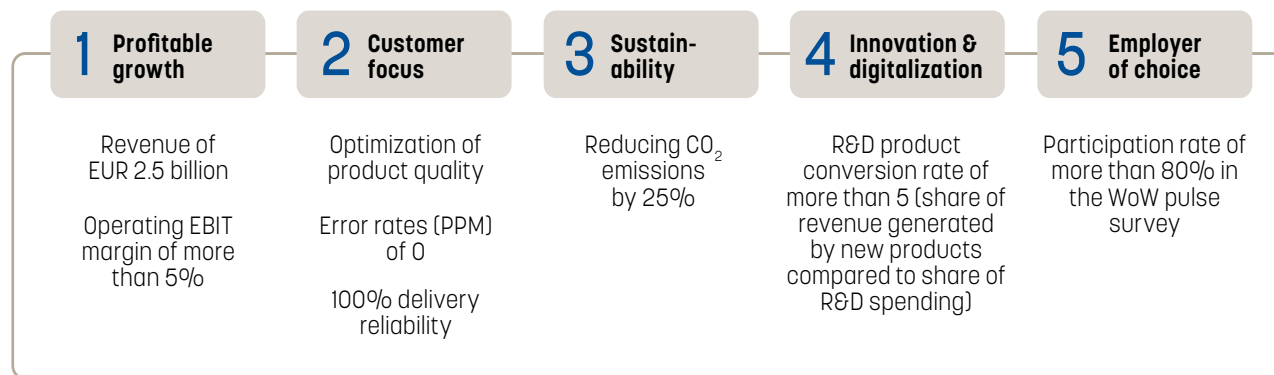 1 Profitable
growth
Revenue of
EUR 2.5 billion
Operating EBIT
margin of more
than 5%
2 Customer
focus
Optimization of
product quality
Error rates (PPM)
of 0
100% delivery
reliability
3 Sustain-
ability
Reducing CO₂
emissions
by 25%
4 Innovation &
digitalization
R&D product
conversion rate of
more than 5 (share of
revenue generated
by new products
compared to share of
R&D spending)
5 Employer
of choice
Participation rate of
more than 80% in
the WoW pulse
survey